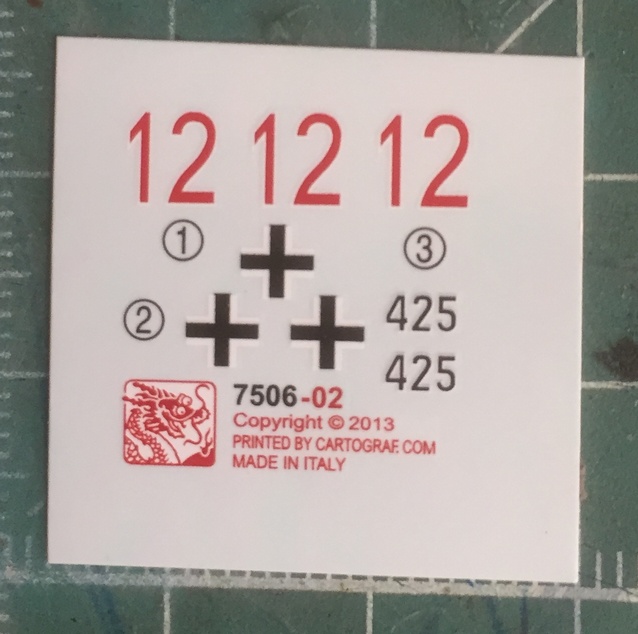 12 12 12
① ③
② 425
425
7506-02
Copyright © 2013
PRINTED BY CARTOGRAF. COM
MADE IN ITALY